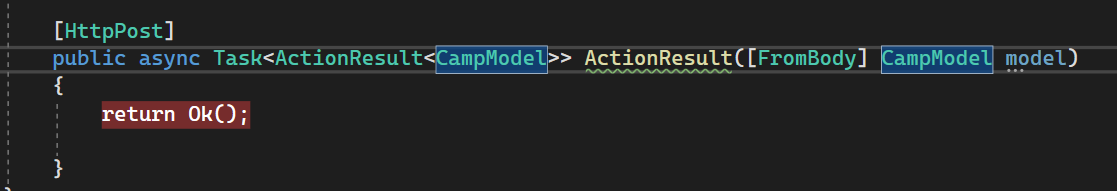 [HttpPost]
public async Task<ActionResult<CampModel>> ActionResult([FromBody] CampModel model)
{
return Ok();
}